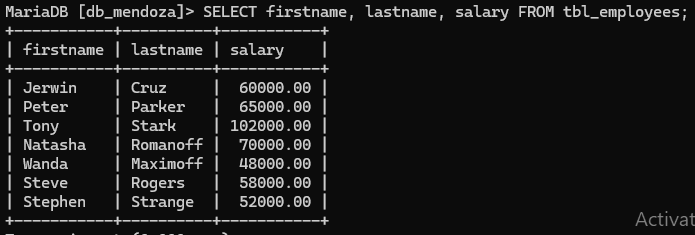 MariaDB [db_mendoza]> SELECT firstname, lastname, salary FROM tbl_employees;
+-----------+----------+-----------+
| firstname | lastname | salary    |
+-----------+----------+-----------+
| Jerwin    | Cruz     |  60000.00 |
| Peter     | Parker   |  65000.00 |
| Tony      | Stark    | 102000.00 |
| Natasha   | Romanoff |  70000.00 |
| Wanda     | Maximoff |  48000.00 |
| Steve     | Rogers   |  58000.00 |
| Stephen   | Strange  |  52000.00 |
+-----------+----------+-----------+
Activat